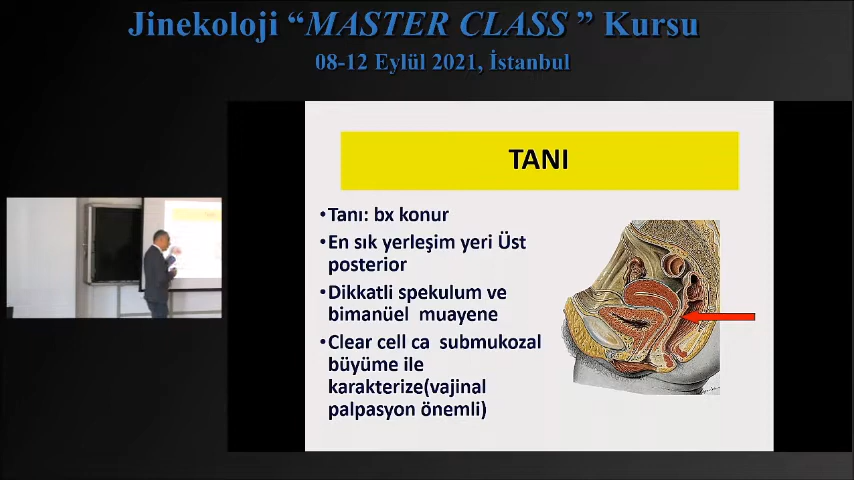 Jinekoloji “MASTER CLASS ” Kursu
08-12 Eylül 2021, İstanbul
TANI
•Tanı: bx konur
•En sık yerleşim yeri Üst
posterior
•Dikkatli spekulum ve
bimanüel muayene
•Clear cell ca submukozal
büyüme ile
karakterize(vajinal
palpasyon önemli)